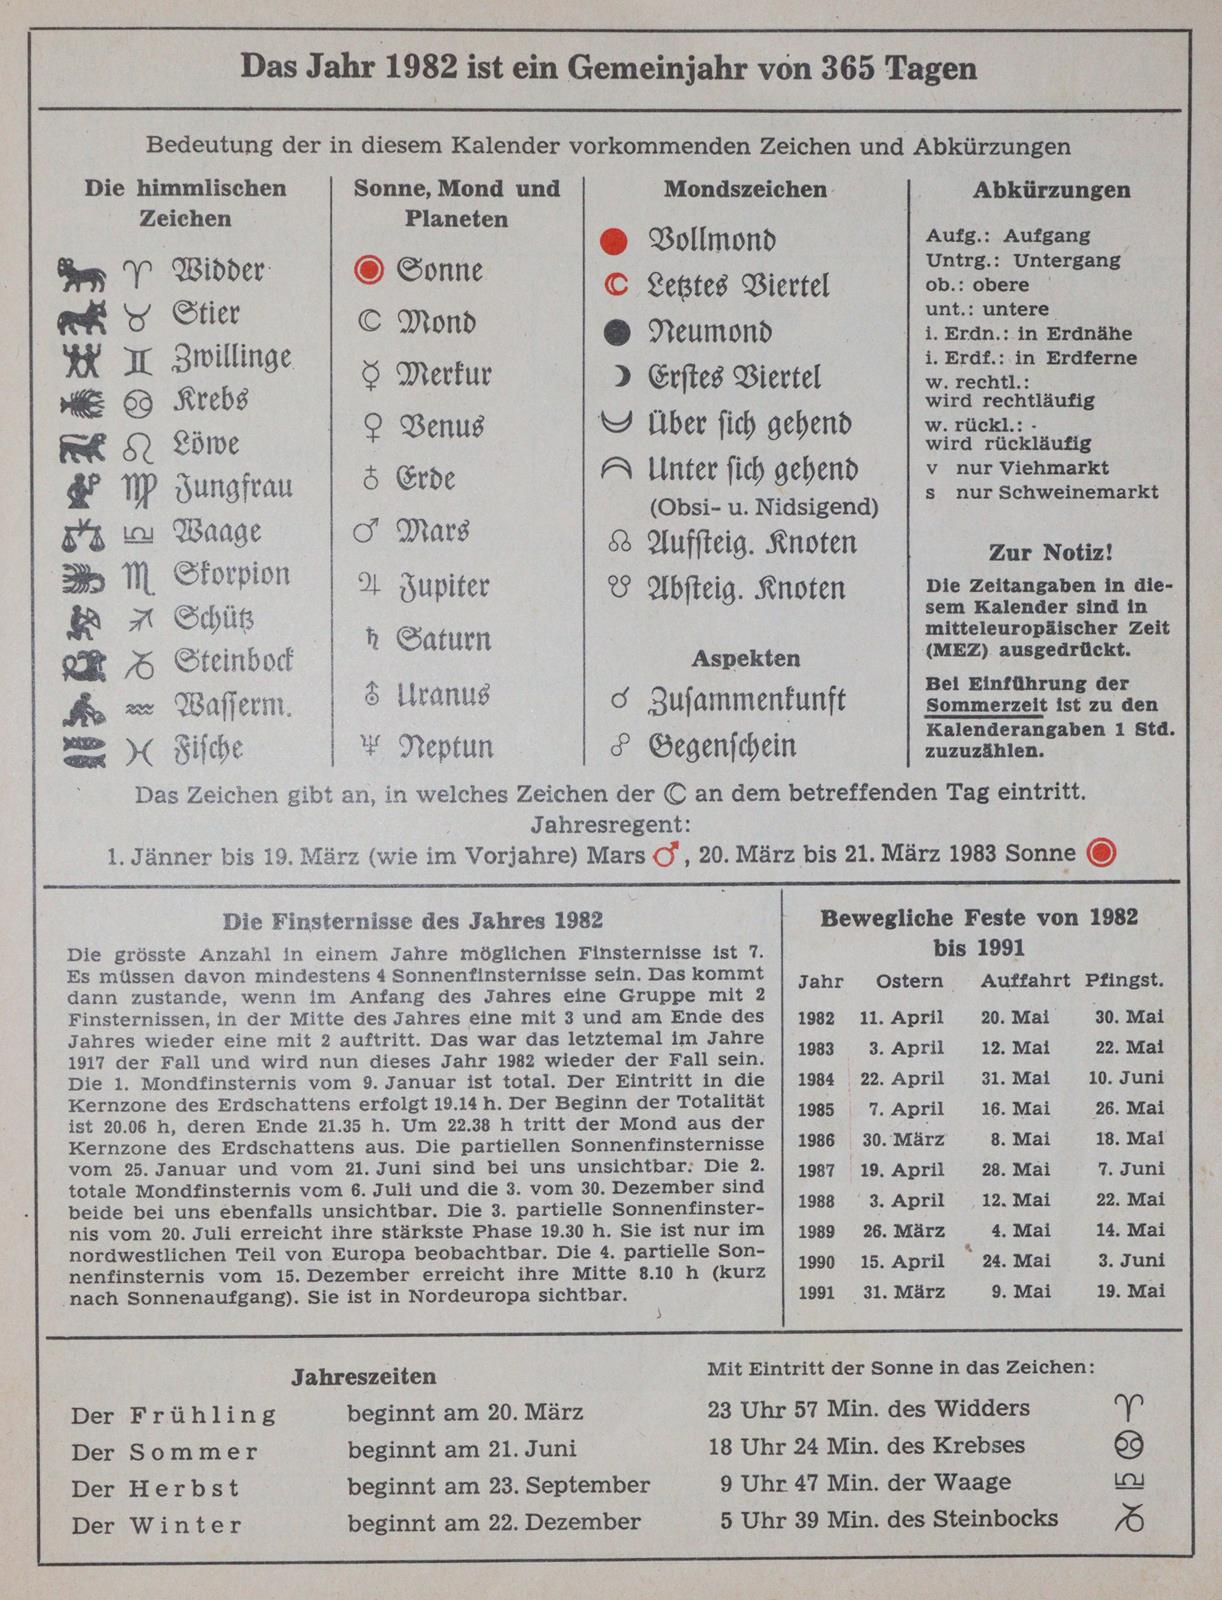 Das Jahr 1982 ist ein Gemeinjahr von 365 Tagen
Bedeutung der in diesem Kalender vorkommenden Zeichen und Abkürzungen
Die himmlischen
Zeichen
♈ Widder
♉ Stier
♊ Zwillinge
♋ Krebs
♌ Löwe
♍ Jungfrau
♎ Waage
♏ Skorpion
♐ Schütz
♑ Steinbock
♒ Wasserm.
♓ Fische
Sonne, Mond und
Planeten
Sonne
☾ Mond
☿ Merkur
♀ Venus
♁ Erde
♂ Mars
♃ Jupiter
♄ Saturn
⛢ Uranus
♆ Neptun
Mondszeichen
Vollmond
Letztes Viertel
Neumond
Erstes Viertel
Über sich gehend
Unter sich gehend
(Obsi- u. Nidsigend)
☊ Aufsteig. Knoten
☋ Absteig. Knoten
Aspekten
☌ Zusammenkunft
☍ Gegenschein
Abkürzungen
Aufg.: Aufgang
Untrg.: Untergang
ob.: obere
unt.: untere
i. Erdn.: in Erdnähe
i. Erdf.: in Erdferne
w. rechtl.:
wird rechtläufig
w. rückl.:
wird rückläufig
v nur Viehmarkt
s nur Schweinemarkt
Zur Notiz!
Die Zeitangaben in die-
sem Kalender sind in
mitteleuropäischer Zeit
(MEZ) ausgedrückt.
Bei Einführung der
Sommerzeit ist zu den
Kalenderangaben 1 Std.
zuzuzählen.
Das Zeichen gibt an, in welches Zeichen der ☾ an dem betreffenden Tag eintritt.
Jahresregent:
1. Jänner bis 19. März (wie im Vorjahre) Mars ♂, 20. März bis 21. März 1983 Sonne ☉
Die Finsternisse des Jahres 1982
Die grösste Anzahl in einem Jahre möglichen Finsternisse ist 7.
Es müssen davon mindestens 4 Sonnenfinsternisse sein. Das kommt
dann zustande, wenn im Anfang des Jahres eine Gruppe mit 2
Finsternissen, in der Mitte des Jahres eine mit 3 und am Ende des
Jahres wieder eine mit 2 auftritt. Das war das letztemal im Jahre
1917 der Fall und wird nun dieses Jahr 1982 wieder der Fall sein.
Die 1. Mondfinsternis vom 9. Januar ist total. Der Eintritt in die
Kernzone des Erdschattens erfolgt 19.14 h. Der Beginn der Totalität
ist 20.06 h, deren Ende 21.35 h. Um 22.38 h tritt der Mond aus der
Kernzone des Erdschattens aus. Die partiellen Sonnenfinsternisse
vom 25. Januar und vom 21. Juni sind bei uns unsichtbar. Die 2.
totale Mondfinsternis vom 6. Juli und die 3. vom 30. Dezember sind
beide bei uns ebenfalls unsichtbar. Die 3. partielle Sonnenfinster-
nis vom 20. Juli erreicht ihre stärkste Phase 19.30 h. Sie ist nur im
nordwestlichen Teil von Europa beobachtbar. Die 4. partielle Son-
nenfinsternis vom 15. Dezember erreicht ihre Mitte 8.10 h (kurz
nach Sonnenaufgang). Sie ist in Nordeuropa sichtbar.
Bewegliche Feste von 1982
bis 1991
Jahr Ostern Auffahrt Pfingst.
1982 11. April 20. Mai 30. Mai
1983 3. April 12. Mai 22. Mai
1984 22. April 31. Mai 10. Juni
1985 7. April 16. Mai 26. Mai
1986 30. März 8. Mai 18. Mai
1987 19. April 28. Mai 7. Juni
1988 3. April 12. Mai 22. Mai
1989 26. März 4. Mai 14. Mai
1990 15. April 24. Mai 3. Juni
1991 31. März 9. Mai 19. Mai
Jahreszeiten Mit Eintritt der Sonne in das Zeichen:
Der Frühling beginnt am 20. März 23 Uhr 57 Min. des Widders ♈
Der Sommer beginnt am 21. Juni 18 Uhr 24 Min. des Krebses ♋
Der Herbst beginnt am 23. September 9 Uhr 47 Min. der Waage ♎
Der Winter beginnt am 22. Dezember 5 Uhr 39 Min. des Steinbocks ♑